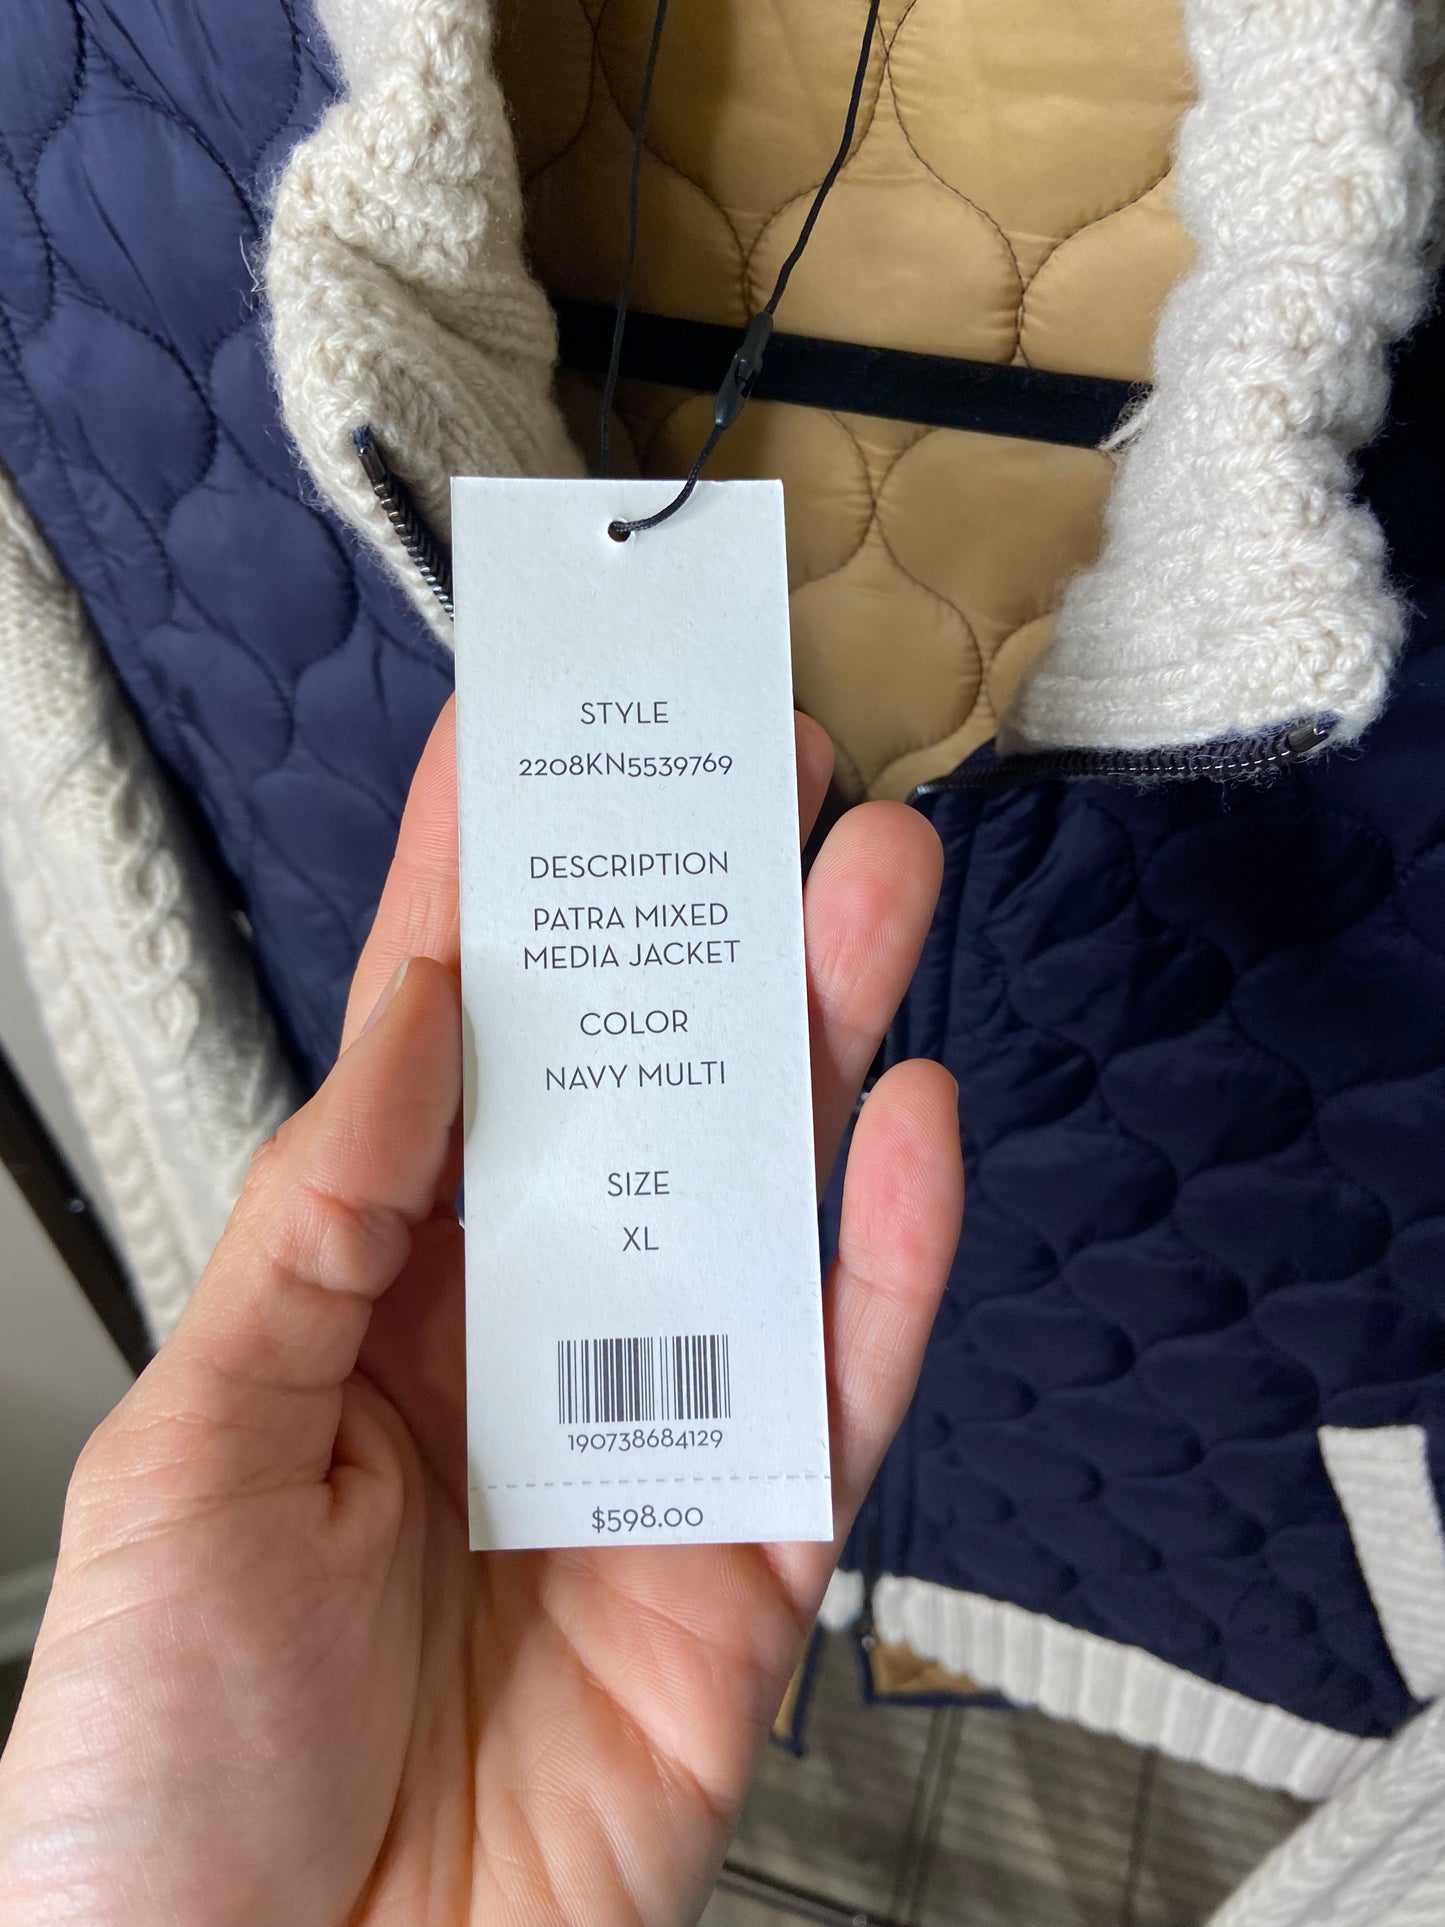 STYLE
2208KN5539769
DESCRIPTION
PATRA MIXED
MEDIA JACKET
COLOR
NAVY MULTI
SIZE
XL
190738684129
$598.00